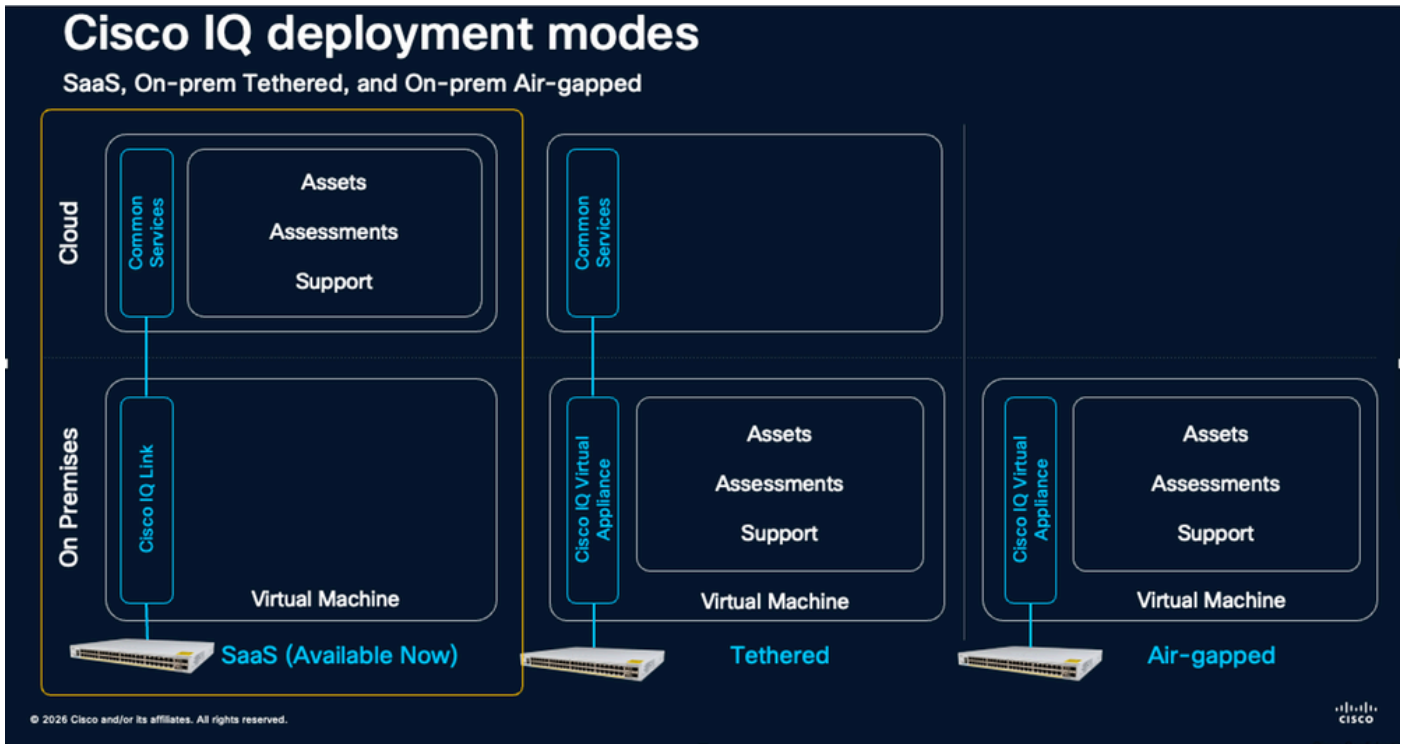 Cisco IQ deployment modes
SaaS, On-prem Tethered, and On-prem Air-gapped
Cloud
Common
Services
Assets
Assessments
Support
Common
Services
On Premises
Cisco IQ Link
Virtual Machine
Cisco IQ Virtual
Appliance
Assets
Assessments
Support
Virtual Machine
Cisco IQ Virtual
Appliance
Assets
Assessments
Support
Virtual Machine
SaaS (Available Now)
Tethered
Air-gapped
© 2026 Cisco and/or its affiliates. All rights reserved.
CISCO